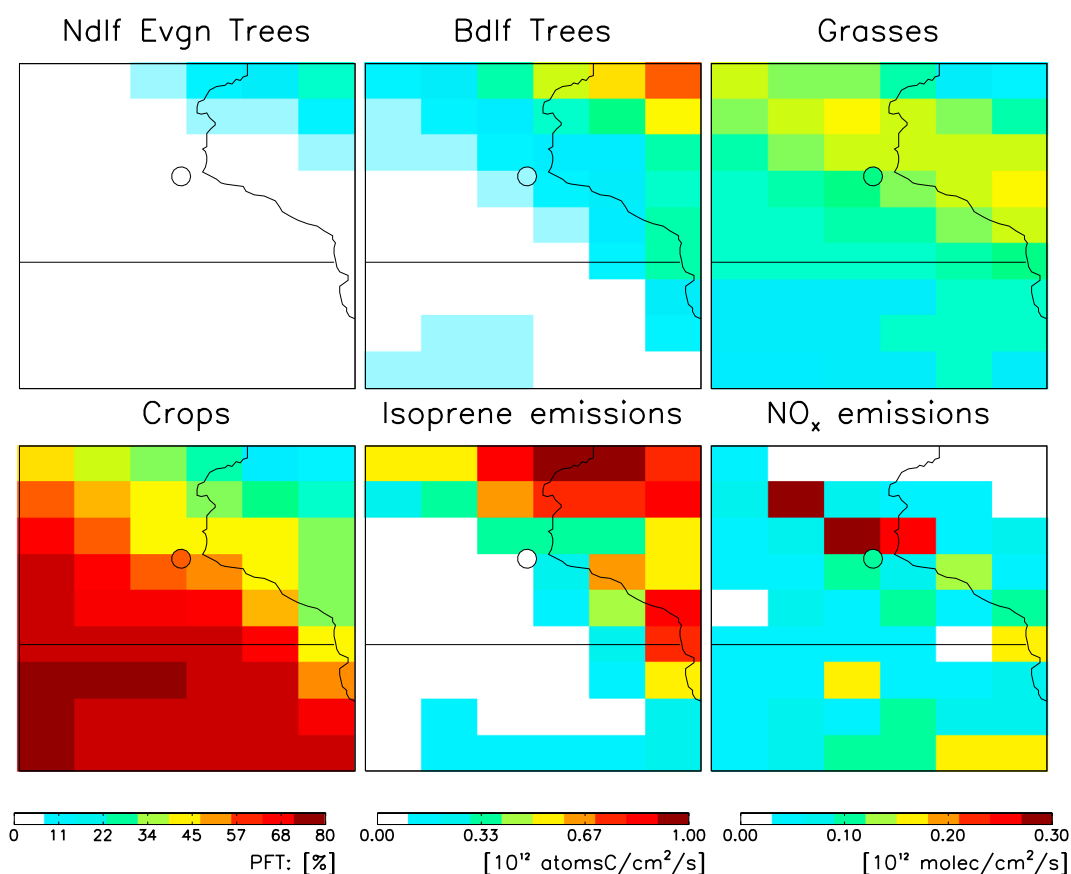 Ndlf Evgn Trees Bdlf Trees Grasses
Crops Isoprene emissions NOₓ emissions
0 11 22 34 45 57 68 80 0.00 0.33 0.67 1.00 0.00 0.10 0.20 0.30
PFT: [%] [10¹² atomsC/cm²/s] [10¹² molec/cm²/s]